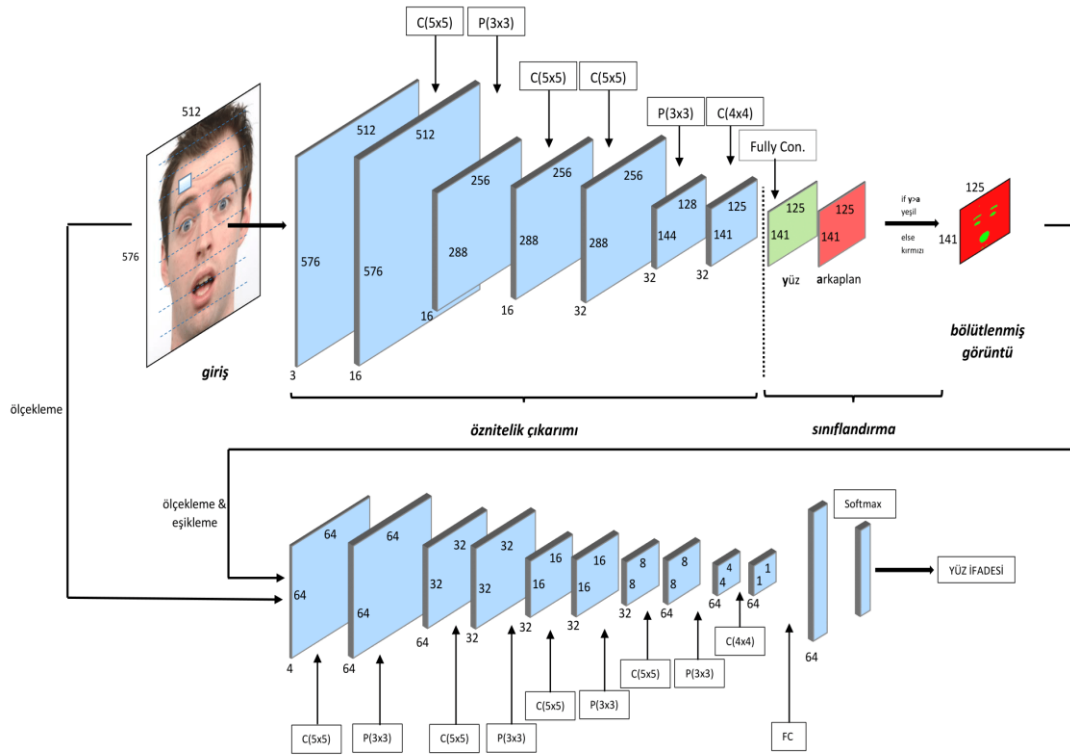 C(5x5)
P(3x3)
C(5x5)
C(5x5)
P(3x3)
C(4x4)
Fully Con.
512
576
giriş
512
576
3
512
576
16
256
288
16
256
288
16
256
288
32
128
144
32
125
141
32
125
141
yüz
125
141
arkaplan
if y>a
yeşil
else
kırmızı
125
141
bölütlenmiş
görüntü
öznitelik çıkarımı
sınıflandırma
ölçekleme
ölçekleme &
eşikleme
64
64
4
64
64
64
32
32
64
32
32
32
16
16
32
16
16
32
8
8
32
8
8
64
4
4
64
1
1
64
64
Softmax
YÜZ İFADESİ
C(5x5)
P(3x3)
C(5x5)
P(3x3)
C(5x5)
P(3x3)
C(5x5)
P(3x3)
C(4x4)
FC